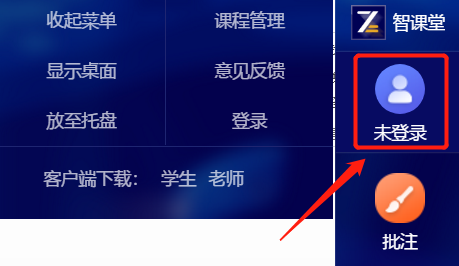 收起菜单 课程管理
显示桌面 意见反馈
放至托盘 登录
客户端下载： 学生 老师
智课堂
未登录
批注